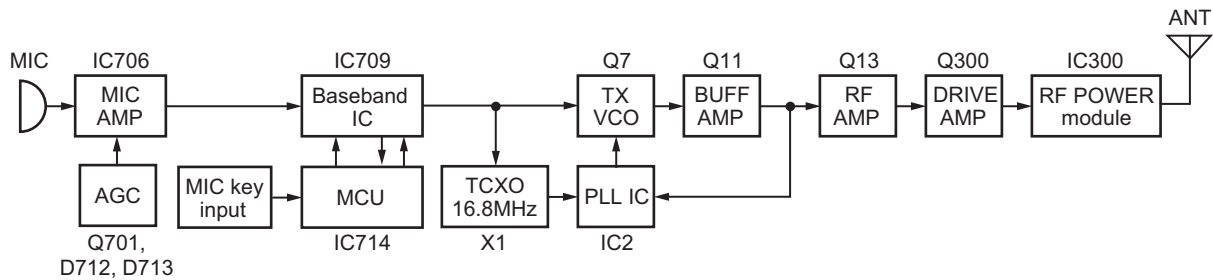 ANT
MIC
IC706
IC709
Q7
Q11
Q13
Q300
IC300
MIC
AMP
Baseband
IC
TX
VCO
BUFF
AMP
RF
AMP
DRIVE
AMP
RF POWER
module
AGC
MIC key
input
MCU
TCXO
16.8MHz
PLL IC
Q701,
D712, D713
IC714
X1
IC2